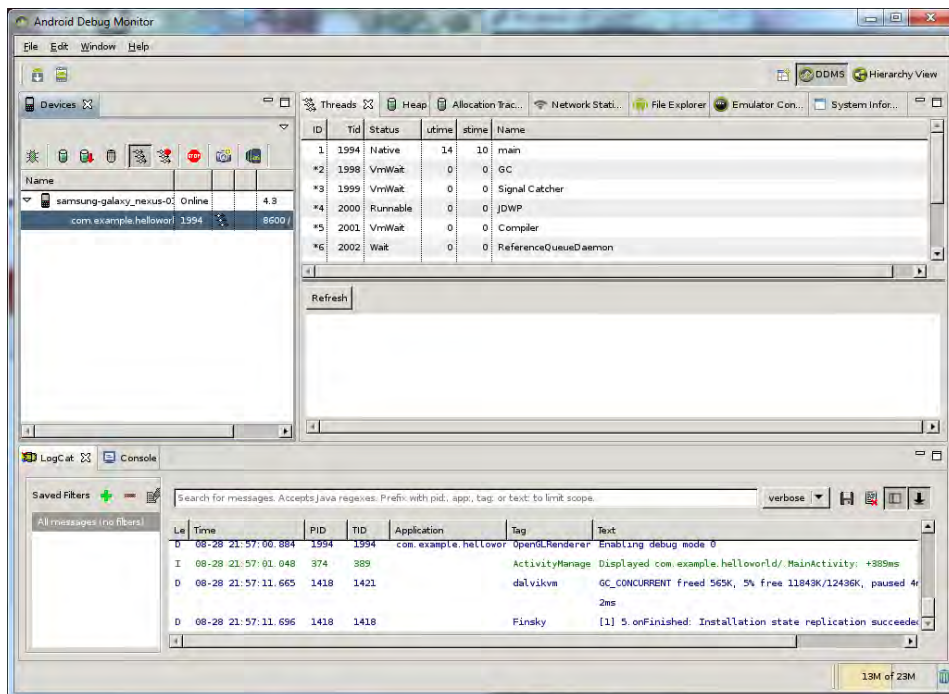 Android Debug Monitor
File Edit Window Help
DDMS Hierarchy View
Devices
Name
samsung-galaxy_nexus-0 Online 4.3
com.example.hellowor 1994 8600 /
Threads Heap Allocation Trac... Network Stati... File Explorer Emulator Con... System Infor...
ID Tid Status utime stime Name
1 1994 Native 14 10 main
*2 1998 VmWait 0 0 GC
*3 1999 VmWait 0 0 Signal Catcher
*4 2000 Runnable 0 0 JDWP
*5 2001 VmWait 0 0 Compiler
*6 2002 Wait 0 0 ReferenceQueueDaemon
Refresh
LogCat Console
Saved Filters
All messages (no filters)
Search for messages. Accepts Java regexes. Prefix with pid:, app:, tag: or text: to limit scope.
verbose
Le Time PID TID Application Tag Text
D 08-28 21:57:00.884 1994 1994 com.example.hellowor OpenGLRenderer Enabling debug mode 0
I 08-28 21:57:01.048 374 389 ActivityManage Displayed com.example.helloworld/.MainActivity: +389ms
D 08-28 21:57:11.665 1418 1421 dalvikvm GC_CONCURRENT freed 565K, 5% free 11843K/12436K, paused 4m
2ms
D 08-28 21:57:11.696 1418 1418 Finsky [1] 5.onFinished: Installation state replication succeeded
13M of 23M